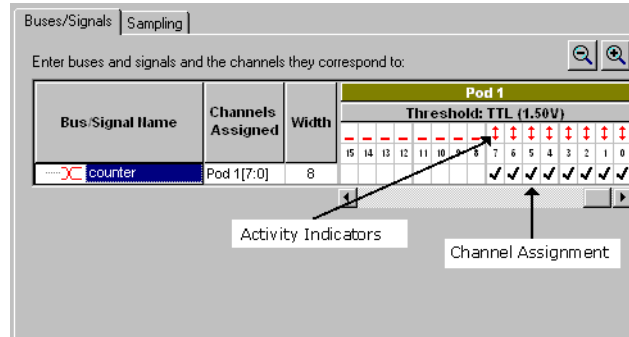 Buses/Signals Sampling
Enter buses and signals and the channels they correspond to:
Bus/Signal Name Channels Assigned Width
Pod 1
Threshold: TTL (1.50V)
15 14 13 12 11 10 9 8 7 6 5 4 3 2 1 0
counter Pod 1[7:0] 8
Activity Indicators
Channel Assignment